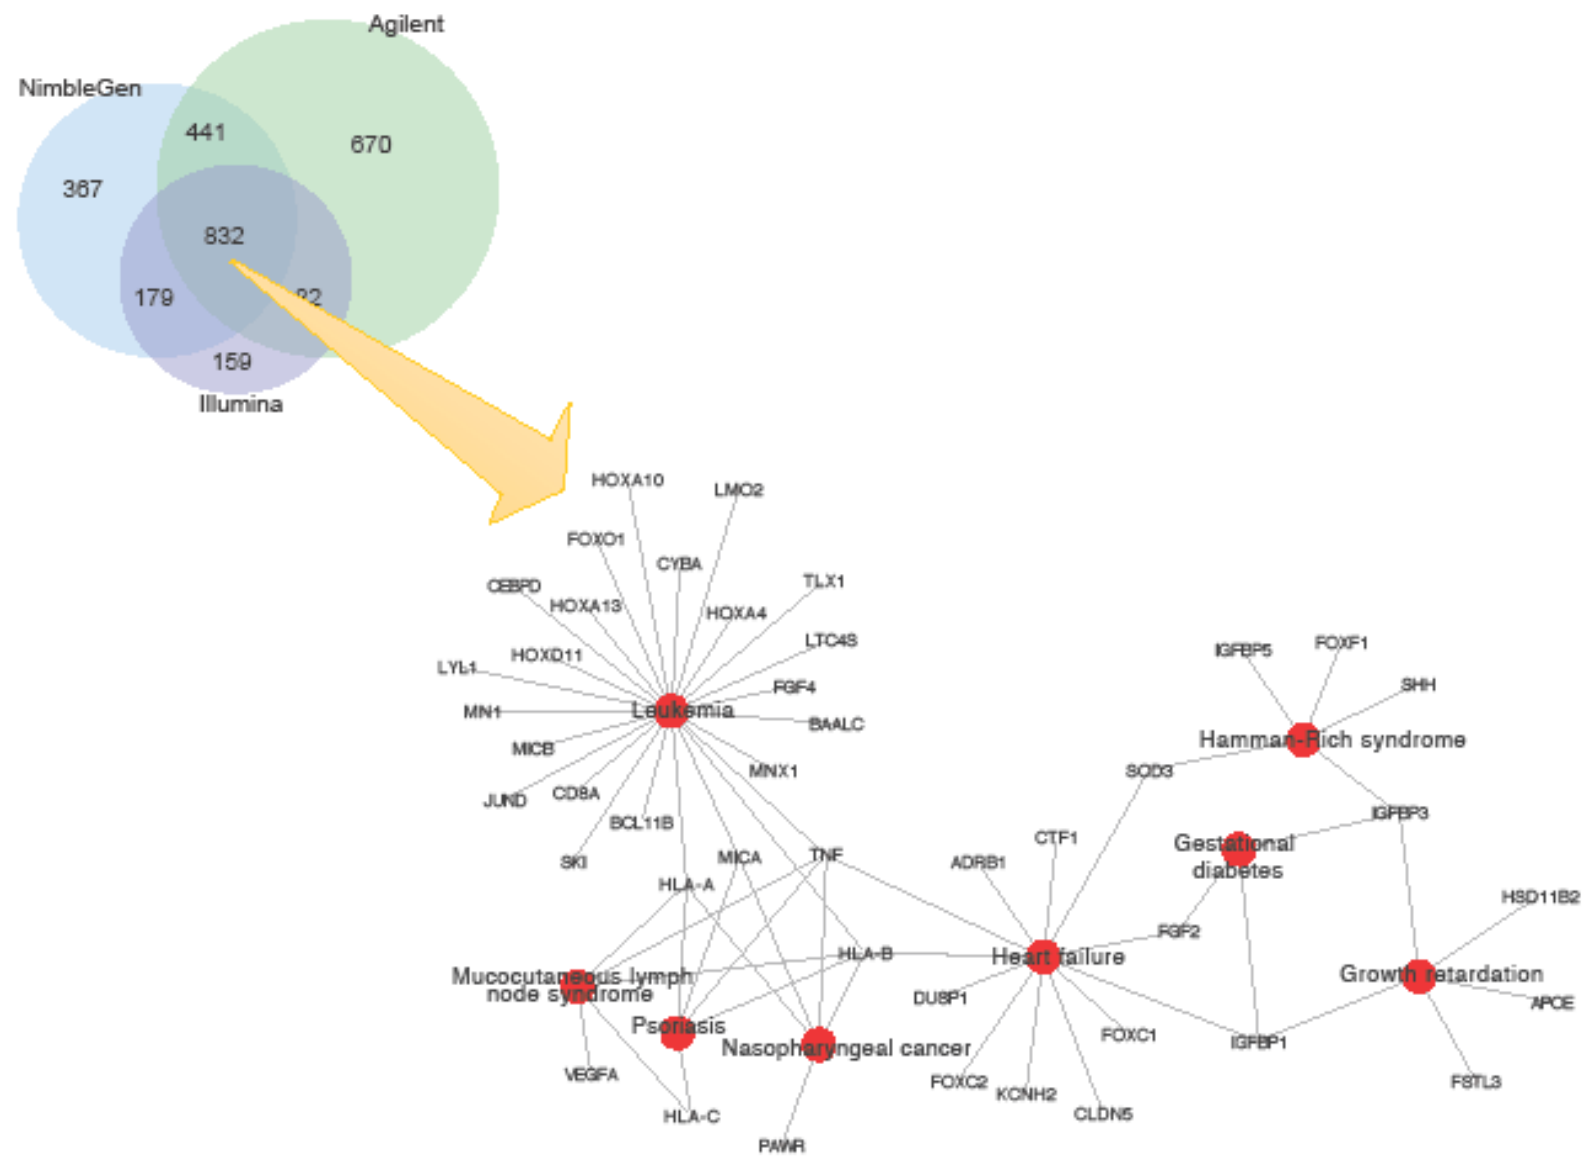 Agilent
NimbleGen
441
670
367
832
179
159
Illumina
HOXA10
LMO2
FOXO1
CYBA
TLX1
CEBPD
HOXA13
HOXA4
LTC4S
HOXD11
LYL1
FGF4
MN1
Leukemia
BAALC
MICB
MNX1
JUND
CD8A
BCL11B
SKI
MICA
TNF
HLA-A
HLA-B
IGFBP5
FOXF1
SHH
Hamman-Rich syndrome
SOD3
IGFBP3
CTF1
ADRB1
Gestational
diabetes
HSD11B2
FGF2
Heart failure
Growth retardation
APOE
Mucocutaneous lymph
node syndrome
DUSP1
Psoriasis
Nasopharyngeal cancer
FOXC1
IGFBP1
VEGFA
FOXC2
KCNH2
CLDN5
FSTL3
HLA-C
PAWR